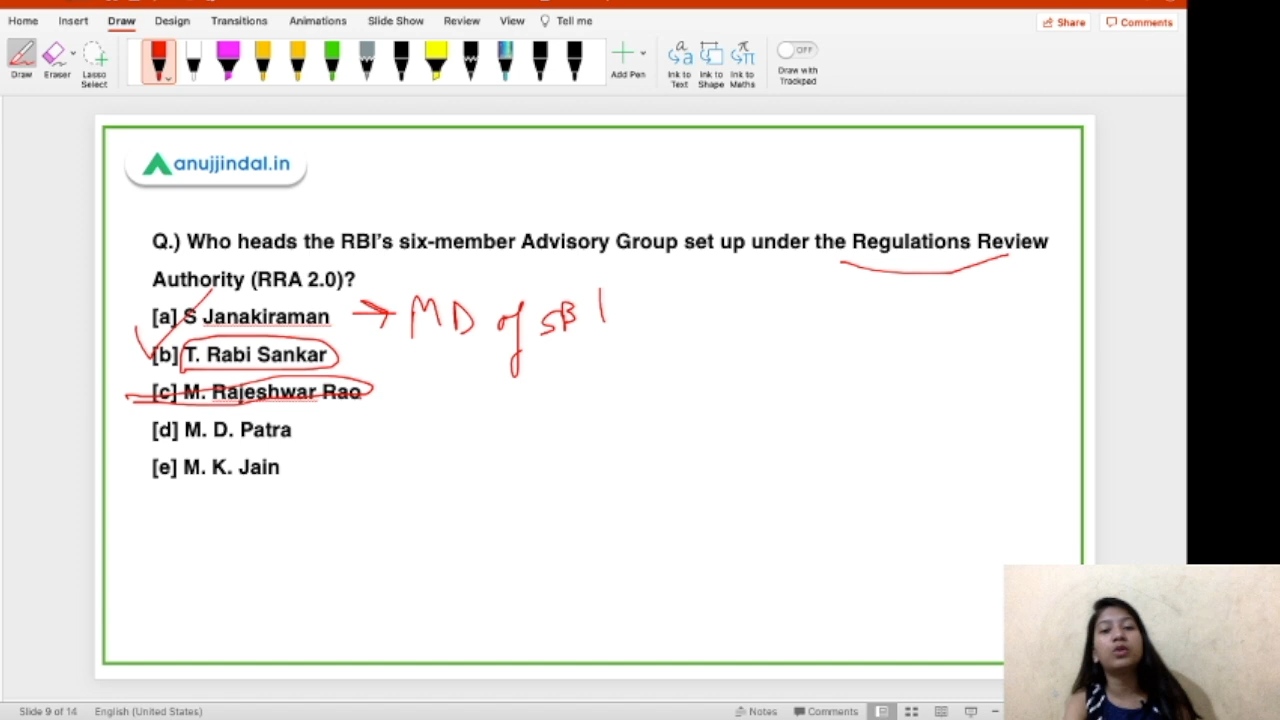 Home Insert Draw Design Transitions Animations Slide Show Review View Tell me Share Comments
Draw Eraser Lasso Select Add Pen Ink to Text Ink to Shape Ink to Maths OFF Draw with Trackpad
anujjindal.in
Q.) Who heads the RBI's six-member Advisory Group set up under the Regulations Review
Authority (RRA 2.0)?
[a] S Janakiraman → MD of SBI
[b] T. Rabi Sankar
[c] M. Rajeshwar Rao
[d] M. D. Patra
[e] M. K. Jain
Slide 9 of 14 English (United States) Notes Comments